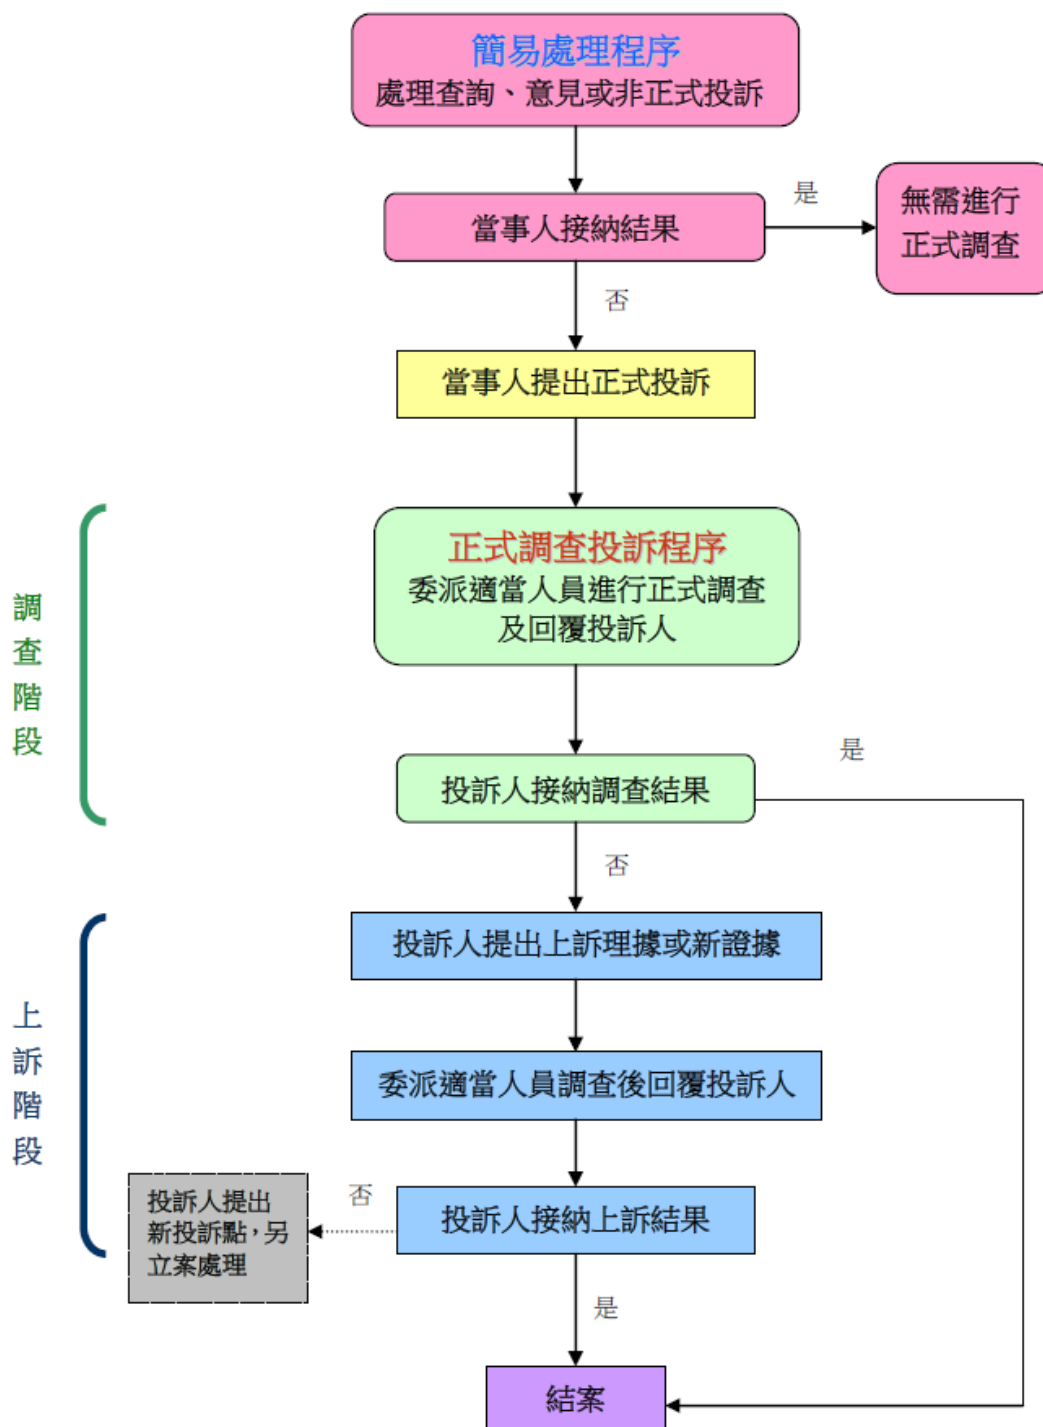 簡易處理程序
處理查詢、意見或非正式投訴
當事人接納結果
是
無需進行
正式調查
否
當事人提出正式投訴
調查階段
正式調查投訴程序
委派適當人員進行正式調查
及回覆投訴人
投訴人接納調查結果
是
否
上訴階段
投訴人提出上訴理據或新證據
委派適當人員調查後回覆投訴人
投訴人接納上訴結果
否
投訴人提出
新投訴點，另
立案處理
是
結案